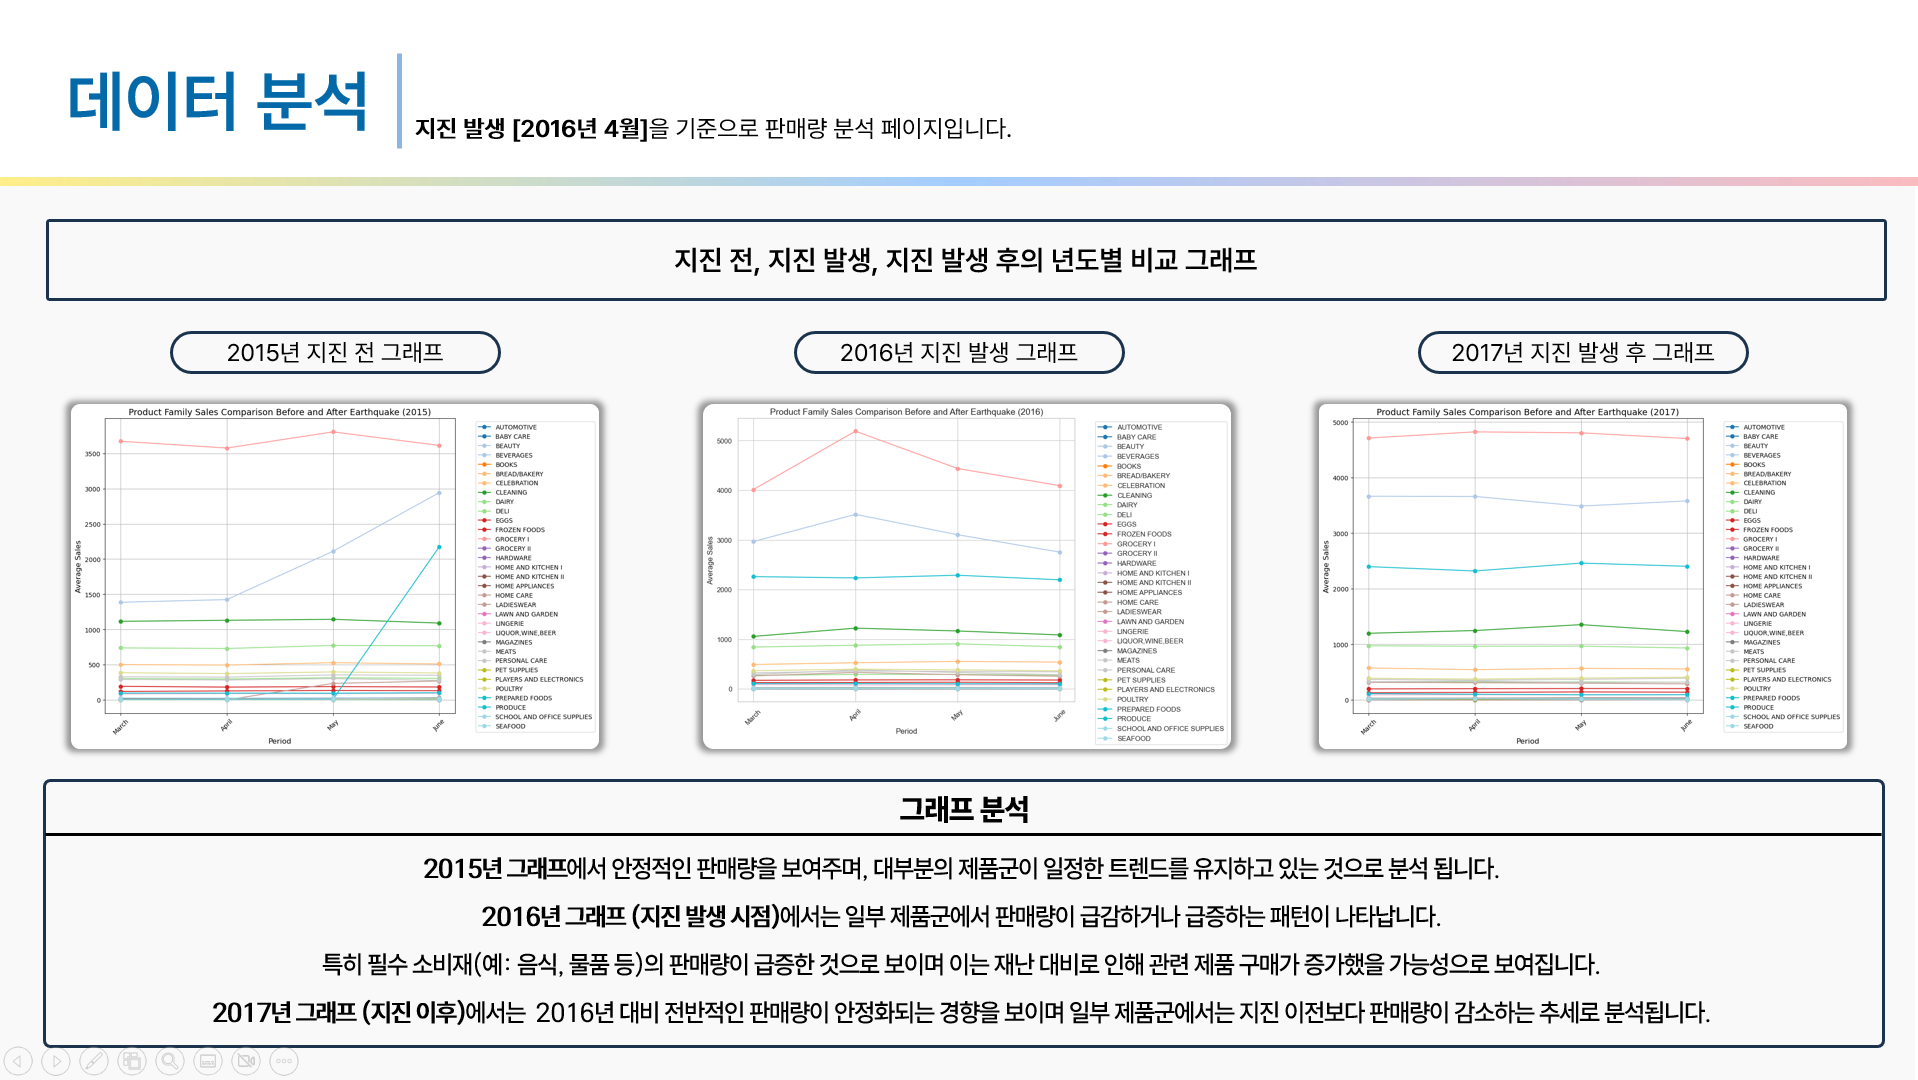 데이터 분석
지진 발생 [2016년 4월]을 기준으로 판매량 분석 페이지입니다.
지진 전, 지진 발생, 지진 발생 후의 년도별 비교 그래프
2015년 지진 전 그래프
2016년 지진 발생 그래프
2017년 지진 발생 후 그래프
Product Family Sales Comparison Before and After Earthquake (2015)
Average Sales
3500
3000
2500
2000
1500
1000
500
0
March
April
May
June
Period
AUTOMOTIVE
BABY CARE
BEAUTY
BEVERAGES
BOOKS
BREAD/BAKERY
CELEBRATION
CLEANING
DAIRY
DELI
EGGS
FROZEN FOODS
GROCERY I
GROCERY II
HARDWARE
HOME AND KITCHEN I
HOME AND KITCHEN II
HOME APPLIANCES
HOME CARE
LADIESWEAR
LAWN AND GARDEN
LINGERIE
LIQUOR,WINE,BEER
MAGAZINES
MEATS
PERSONAL CARE
PET SUPPLIES
PLAYERS AND ELECTRONICS
POULTRY
PREPARED FOODS
PRODUCE
SCHOOL AND OFFICE SUPPLIES
SEAFOOD
Product Family Sales Comparison Before and After Earthquake (2016)
Average Sales
5000
4000
3000
2000
1000
0
March
April
May
June
Period
AUTOMOTIVE
BABY CARE
BEAUTY
BEVERAGES
BOOKS
BREAD/BAKERY
CELEBRATION
CLEANING
DAIRY
DELI
EGGS
FROZEN FOODS
GROCERY I
GROCERY II
HARDWARE
HOME AND KITCHEN I
HOME AND KITCHEN II
HOME APPLIANCES
HOME CARE
LADIESWEAR
LAWN AND GARDEN
LINGERIE
LIQUOR,WINE,BEER
MAGAZINES
MEATS
PERSONAL CARE
PET SUPPLIES
PLAYERS AND ELECTRONICS
POULTRY
PREPARED FOODS
PRODUCE
SCHOOL AND OFFICE SUPPLIES
SEAFOOD
Product Family Sales Comparison Before and After Earthquake (2017)
Average Sales
5000
4000
3000
2000
1000
0
March
April
May
June
Period
AUTOMOTIVE
BABY CARE
BEAUTY
BEVERAGES
BOOKS
BREAD/BAKERY
CELEBRATION
CLEANING
DAIRY
DELI
EGGS
FROZEN FOODS
GROCERY I
GROCERY II
HARDWARE
HOME AND KITCHEN I
HOME AND KITCHEN II
HOME APPLIANCES
HOME CARE
LADIESWEAR
LAWN AND GARDEN
LINGERIE
LIQUOR,WINE,BEER
MAGAZINES
MEATS
PERSONAL CARE
PET SUPPLIES
PLAYERS AND ELECTRONICS
POULTRY
PREPARED FOODS
PRODUCE
SCHOOL AND OFFICE SUPPLIES
SEAFOOD
그래프 분석
2015년 그래프에서 안정적인 판매량을 보여주며, 대부분의 제품군이 일정한 트렌드를 유지하고 있는 것으로 분석 됩니다.
2016년 그래프 (지진 발생 시점)에서는 일부 제품군에서 판매량이 급감하거나 급증하는 패턴이 나타납니다.
특히 필수 소비재(예: 음식, 물품 등)의 판매량이 급증한 것으로 보이며 이는 재난 대비로 인해 관련 제품 구매가 증가했을 가능성으로 보여집니다.
2017년 그래프 (지진 이후)에서는 2016년 대비 전반적인 판매량이 안정화되는 경향을 보이며 일부 제품군에서는 지진 이전보다 판매량이 감소하는 추세로 분석됩니다.